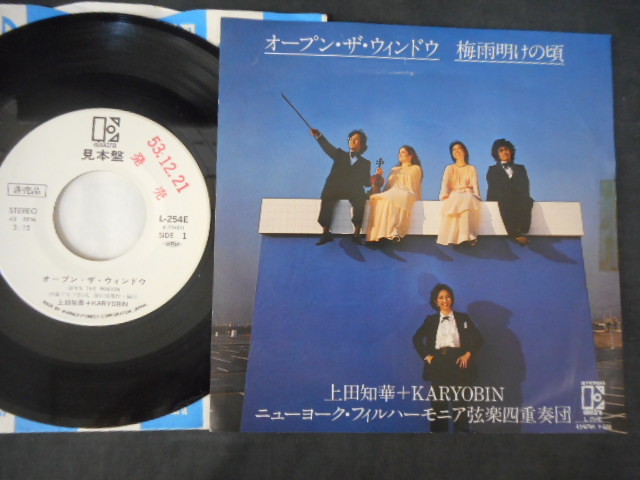 elektra
見本盤
53.12.21
発売
非売品
STEREO
L-254E
SIDE 1
オープン・ザ・ウィンドウ
OPEN THE WINDOW
上田知華+KARYOBIN
オープン・ザ・ウィンドウ 梅雨明けの頃
上田知華+KARYOBIN
ニューヨーク・フィルハーモニア弦楽四重奏団
STEREO